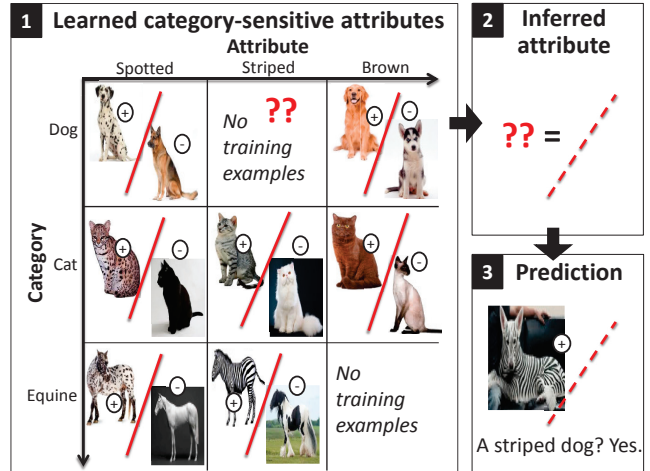 1 Learned category-sensitive attributes
Attribute
Spotted Striped Brown
Dog
+
-
No ??
training
examples
+
-
Category
Cat
+
-
+
-
+
-
Equine
+
-
+
-
No
training
examples
2 Inferred
attribute
?? =
3 Prediction
+
A striped dog? Yes.